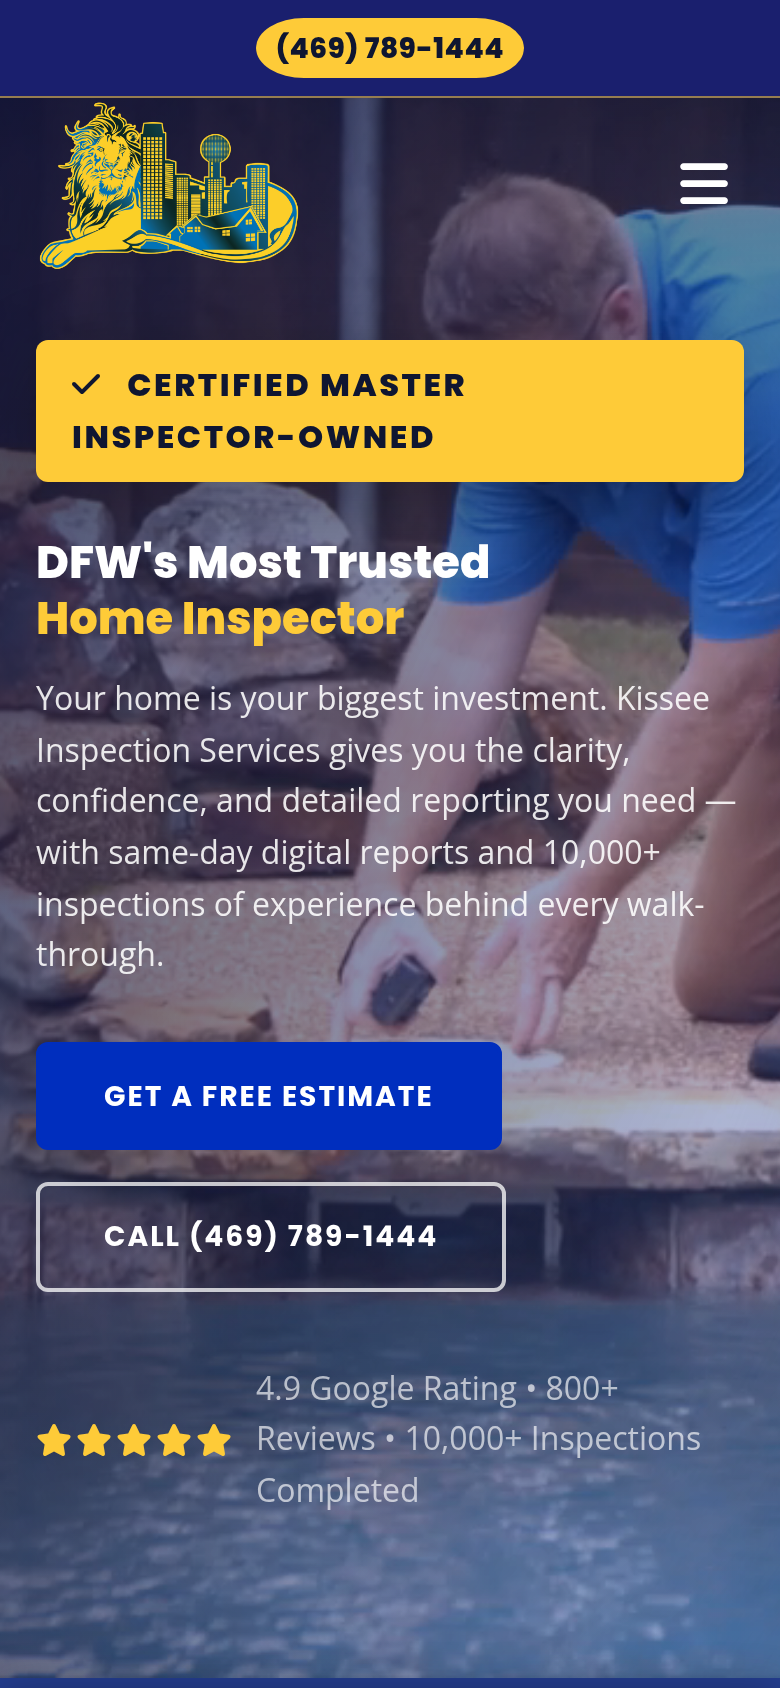 (469) 789-1444
CERTIFIED MASTER
INSPECTOR-OWNED
DFW's Most Trusted
Home Inspector
Your home is your biggest investment. Kissee
Inspection Services gives you the clarity,
confidence, and detailed reporting you need —
with same-day digital reports and 10,000+
inspections of experience behind every walk-
through.
GET A FREE ESTIMATE
CALL (469) 789-1444
4.9 Google Rating • 800+
Reviews • 10,000+ Inspections
Completed